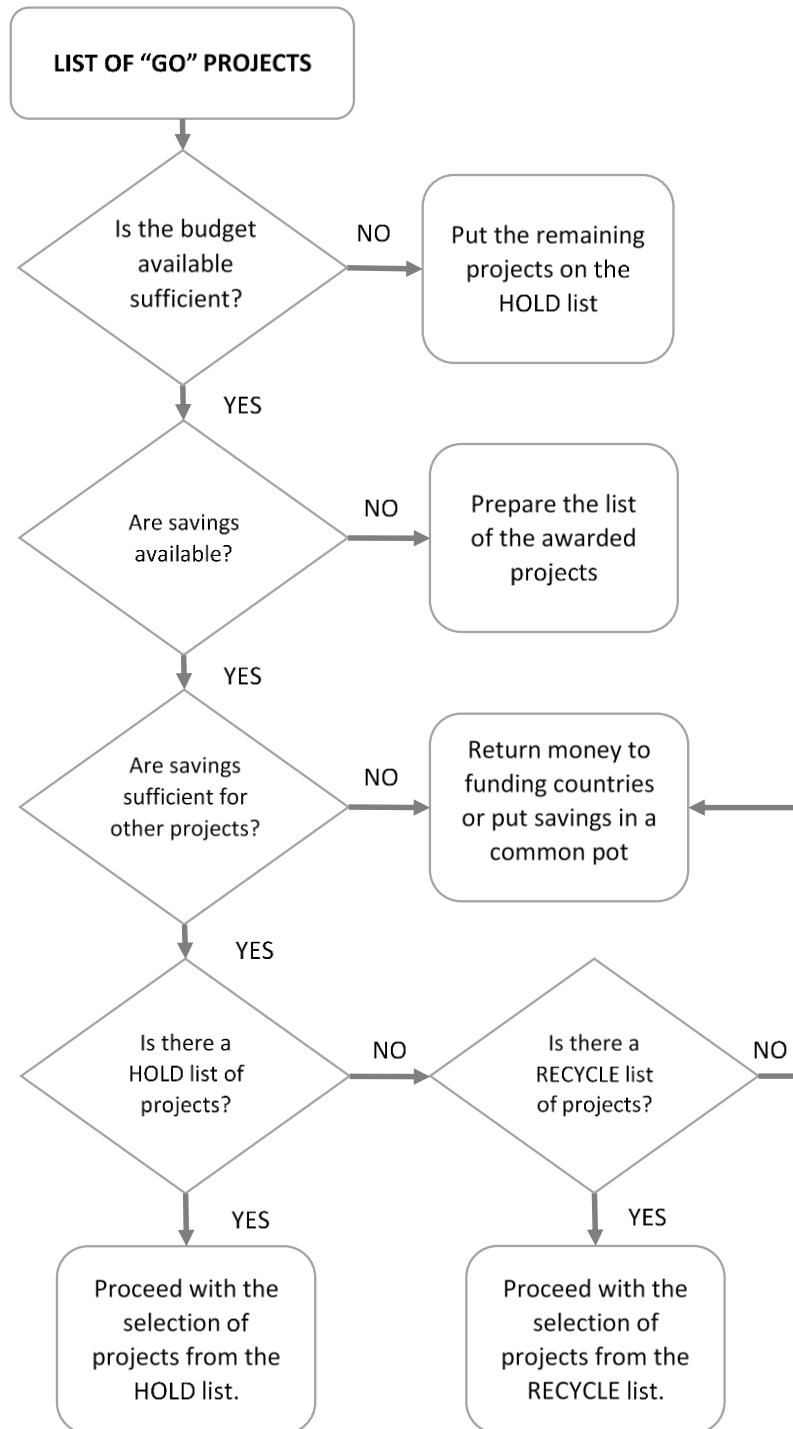 LIST OF “GO” PROJECTS
Is the budget
available
sufficient?
NO
Put the remaining
projects on the
HOLD list
YES
Are savings
available?
NO
Prepare the list
of the awarded
projects
YES
Are savings
sufficient for
other projects?
NO
Return money to
funding countries
or put savings in a
common pot
YES
Is there a
HOLD list of
projects?
NO
Is there a
RECYCLE list
of projects?
NO
YES
YES
Proceed with the
selection of
projects from the
HOLD list.
Proceed with the
selection of
projects from the
RECYCLE list.